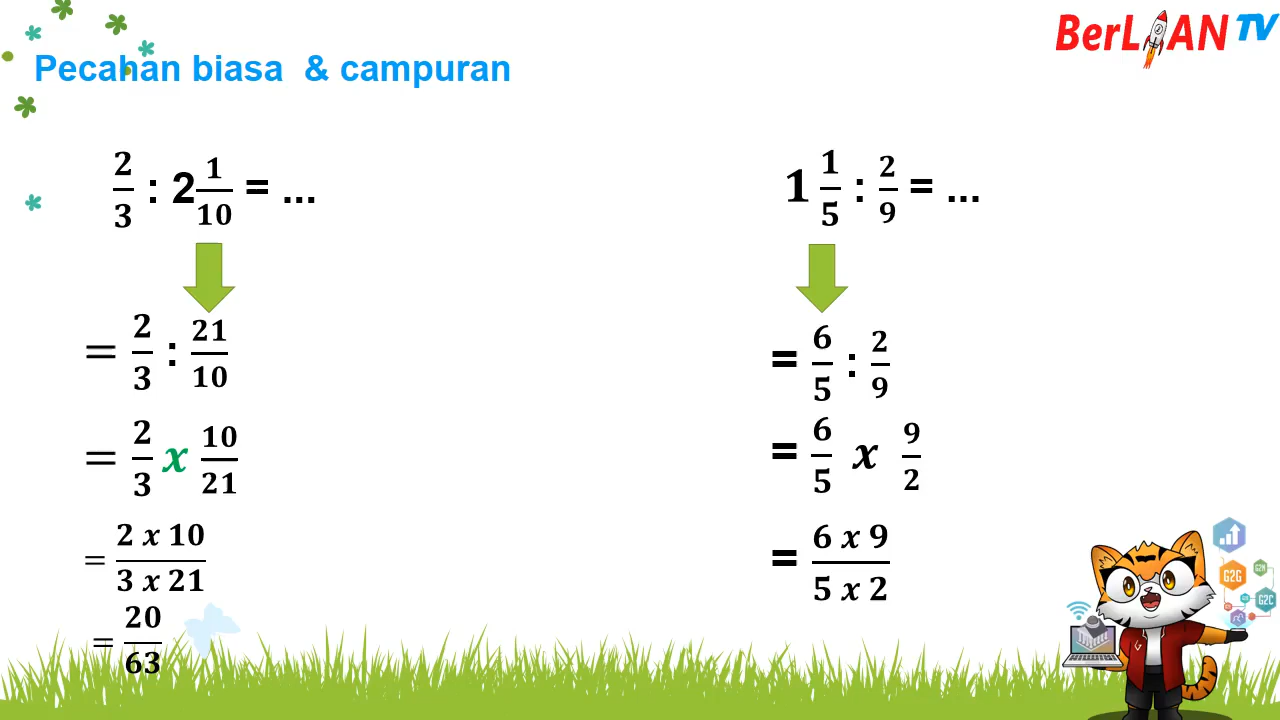 BerLIAN TV
Pecahan biasa & campuran
2/3 : 2 1/10 = ...
= 2/3 : 21/10
= 2/3 x 10/21
= 2 x 10 / 3 x 21
= 20/63
1 1/5 : 2/9 = ...
= 6/5 : 2/9
= 6/5 x 9/2
= 6 x 9 / 5 x 2
G2G
G2C